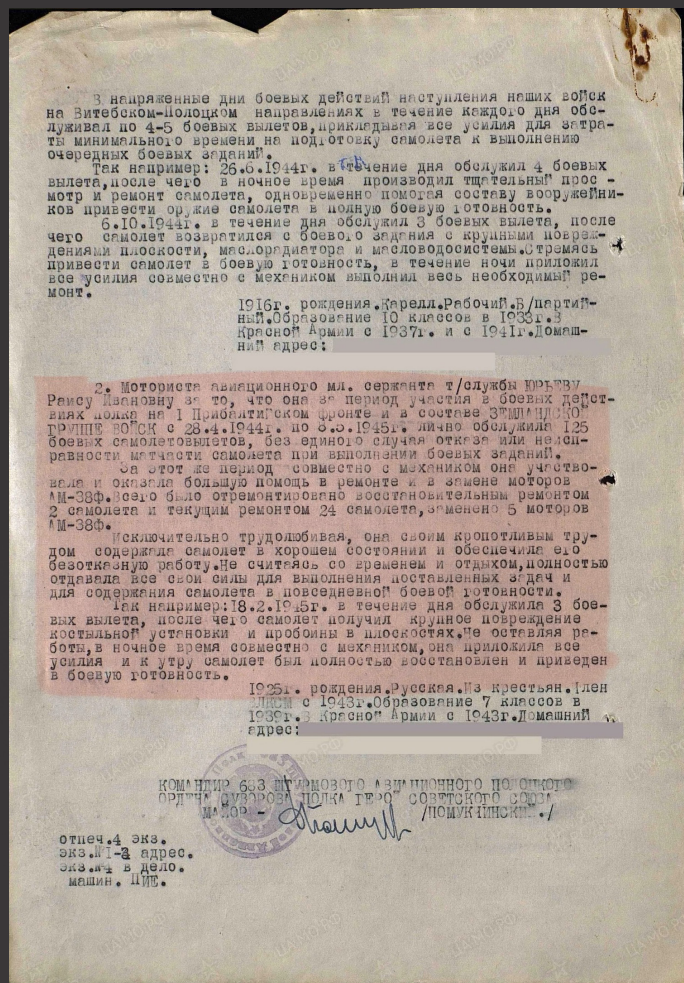 В напряженные дни боевых действий наступления наших войск
на Витебском-Полоцком направлениях в течение каждого дня обс-
луживал по 4-5 боевых вылетов,прикладывая все усилия для затра-
ты минимального времени на подготовку самолета к выполнению
очередных боевых заданий.
Так например: 26.6.1944г. в течение дня обслужил 4 боевых
вылета,после чего в ночное время производил тщательный прос -
мотр и ремонт самолета, одновременно помогая составу вооружейни-
ков привести оружие самолета в полную боевую готовность.
6.10.1944г. в течение дня обслужил 3 боевых вылета, после
чего самолет возвратился с боевого задания с крупными повреж-
дениями плоскости, маслорадиатора и масловодосистемы.Стремясь
привести самолет в боевую готовность, в течение ночи приложил
все усилия совместно с механиком выполнил весь необходимый ре-
монт.
1916г. рождения.Карелл.Рабочий.Б/партий-
ный.Образование 10 классов в 1933г.В
Красной Армии с 1937г. и с 1941г.Домаш-
ний адрес:
2. Моториста авиационного мл. сержанта т/службы ЮРЬЕВУ
Раису Ивановну за то, что она за период участия в боевых дейст-
виях полка на 1 Прибалтийском фронте и в составе ЗЕМЛАНДСКОЙ
ГРУППЕ ВОЙСК с 28.4.1944г. по 8.5.1945г. лично обслужила 125
боевых самолетовылетов, без единого случая отказа или неисп-
равности матчасти самолета при выполнении боевых заданий.
За этот же период совместно с механиком она участво-
вала и оказала большую помощь в ремонте и в замене моторов
АМ-38ф.Всего было отремонтировано восстановительным ремонтом
2 самолета и текущим ремонтом 24 самолета,заменено 5 моторов
АМ-38ф.
Исключительно трудолюбивая, она своим кропотливым тру-
дом содержала самолет в хорошем состоянии и обеспечила его
безотказную работу.Не считаясь со временем и отдыхом,полностью
отдавала все свои силы для выполнения поставленных задач и
для содержания самолета в повседневной боевой готовности.
Так например:18.2.1945г. в течение дня обслужила 3 бое-
вых вылета, после чего самолет получил крупное повреждение
костыльной установки и пробоины в плоскостях.Не оставляя ра-
боты,в ночное время совместно с механиком,она приложила все
усилия и к утру самолет был полностью восстановлен и приведен
в боевую готовность.
1925г. рождения.Русская.Из крестьян.Член
ВЛКСМ с 1943г.Образование 7 классов в
1939г.В Красной Армии с 1943г.Домашний
адрес:
КОМАНДИР 683 ШТУРМОВОГО АВИАЦИОННОГО ПОЛОЦКОГО
ОРДЕНА СУВОРОВА ПОЛКА ГЕРОЙ СОВЕТСКОГО СОЮЗА
МАЙОР - /ПОМУКЧИНСКИЙ./
отпеч.4 экз.
экз.№1-3 адрес.
экз.№4 в дело.
машин. ПИЕ.